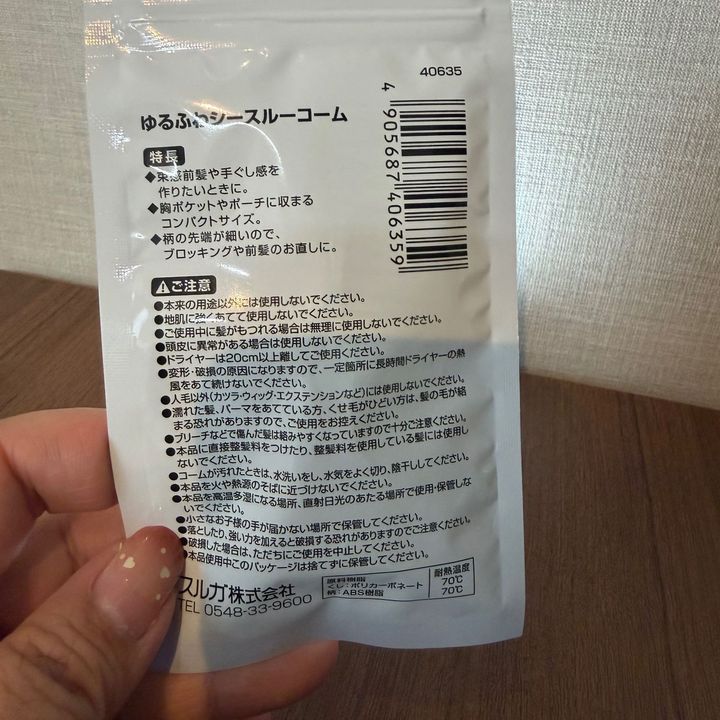 40635
4 905687 406359
ゆるふわシースルーコーム
特長
◆束感前髪や手ぐし感を
作りたいときに。
◆胸ポケットやポーチに収まる
コンパクトサイズ。
◆柄の先端が細いので、
ブロッキングや前髪のお直しに。
ご注意
●本来の用途以外には使用しないでください。
●地肌に強くあてて使用しないでください。
●ご使用中に髪がもつれる場合は無理に使用しないでください。
●頭皮に異常がある場合は使用しないでください。
●ドライヤーは20cm以上離してご使用ください。
●変形・破損の原因になりますので、一定箇所に長時間ドライヤーの熱
風をあて続けないでください。
●人毛以外(カツラ・ウィッグ・エクステンションなど)には使用しないでください。
●濡れた髪、パーマをあてている方、くせ毛がひどい方は、髪の毛が絡
まる恐れがありますので、ご使用をお控えください。
●ブリーチなどで傷んだ髪は絡みやすくなっていますので十分ご注意ください。
●本品に直接整髪料をつけたり、整髪料を使用している髪には使用し
ないでください。
●コームが汚れたときは、水洗いをし、水気をよく切り、陰干ししてください。
●本品を火や熱源のそばに近づけないでください。
●本品を高温多湿になる場所、直射日光のあたる場所で使用・保管しな
いでください。
●小さなお子様の手が届かない場所で保管してください。
●落としたり、強い力を加えると破損する恐れがありますのでご注意ください。
●破損した場合は、ただちにご使用を中止してください。
●本品使用中このパッケージは捨てずに保管してください。
スルガ株式会社
TEL 0548-33-9600
原料樹脂 耐熱温度
くし：ポリカーボネート 70℃
柄：ABS樹脂 70℃